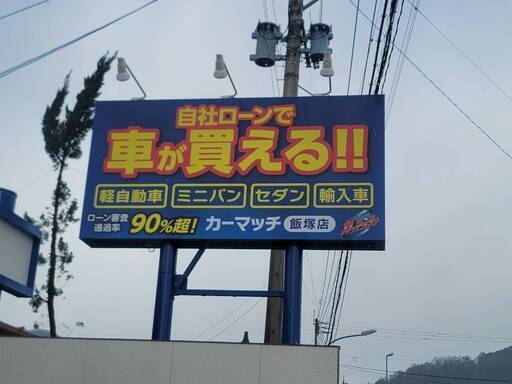 自社ローンで
車が買える!!
軽自動車 ミニバン セダン 輸入車
ローン審査
通過率 90%超! カーマッチ 飯塚店